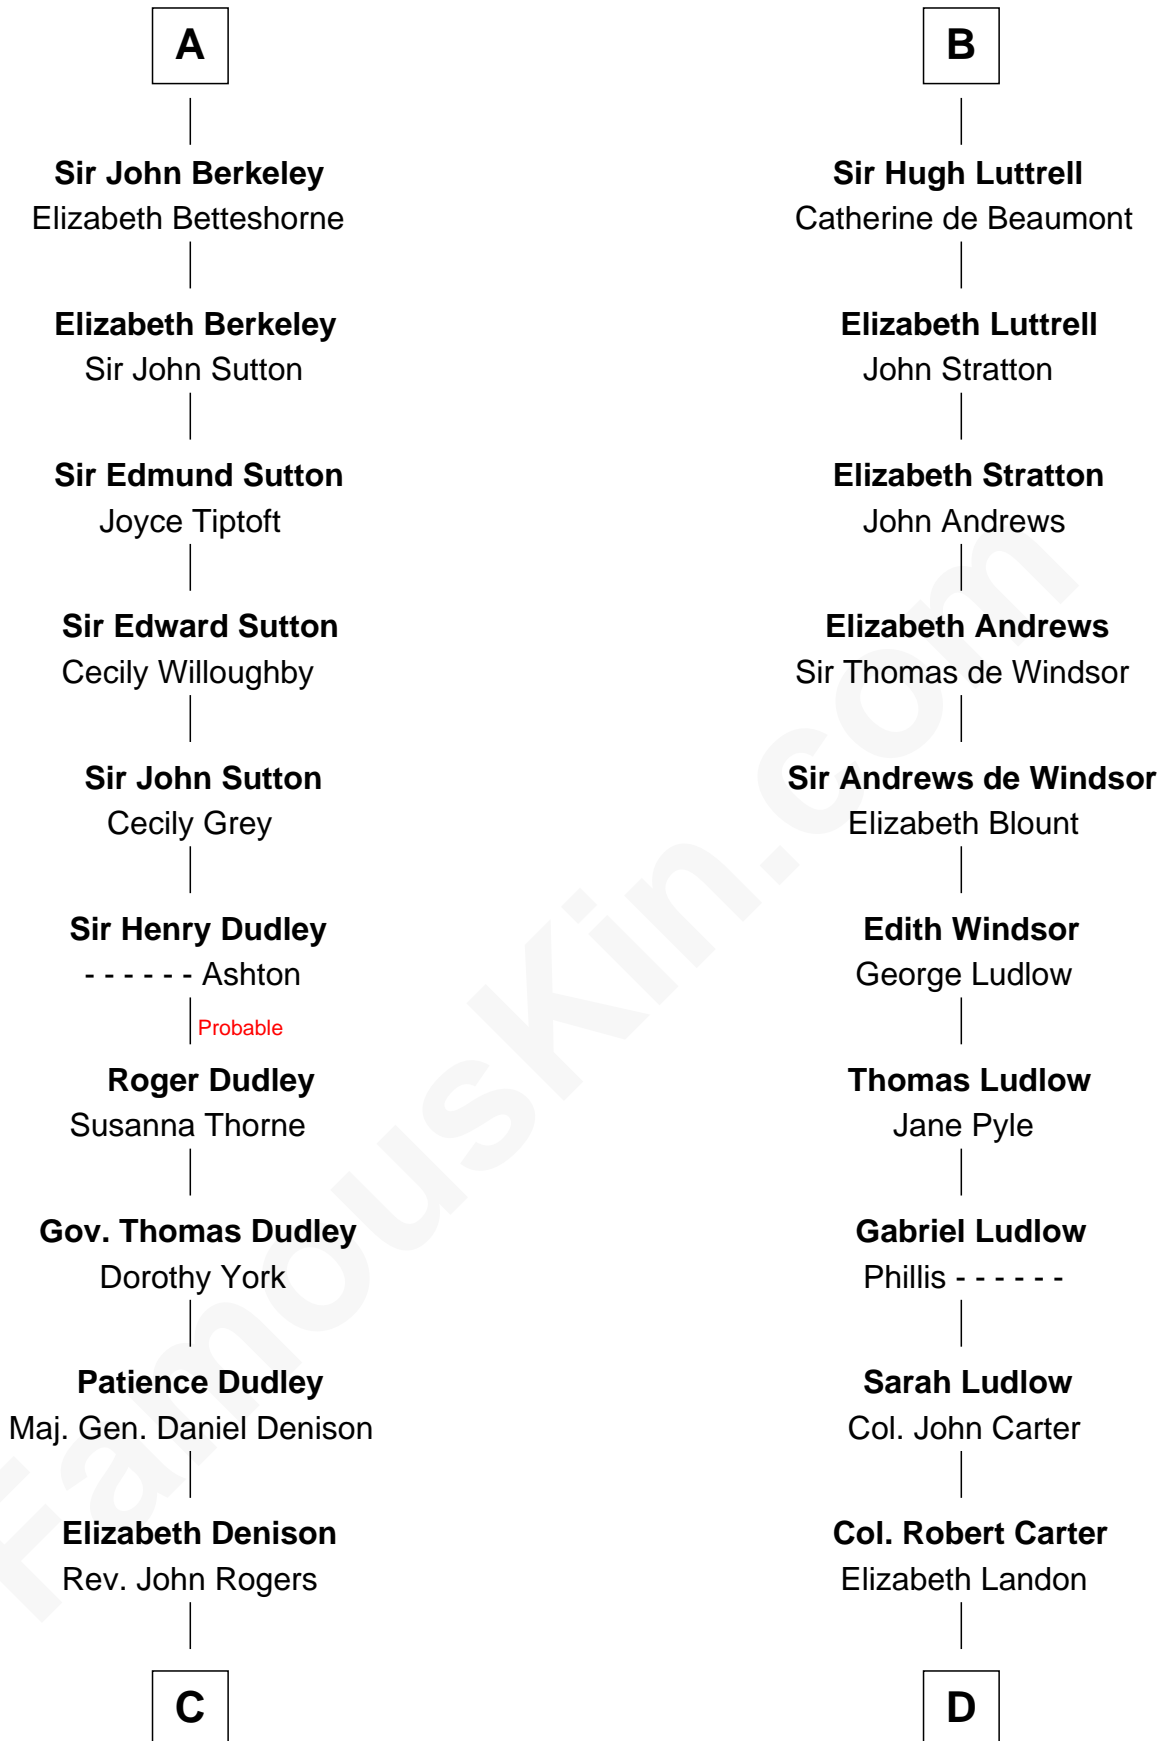 A
Sir John Berkeley
Elizabeth Betteshorne
Elizabeth Berkeley
Sir John Sutton
Sir Edmund Sutton
Joyce Tiptoft
Sir Edward Sutton
Cecily Willoughby
Sir John Sutton
Cecily Grey
Sir Henry Dudley
- - - - - - Ashton
Probable
Roger Dudley
Susanna Thorne
Gov. Thomas Dudley
Dorothy York
Patience Dudley
Maj. Gen. Daniel Denison
Elizabeth Denison
Rev. John Rogers
C
B
Sir Hugh Luttrell
Catherine de Beaumont
Elizabeth Luttrell
John Stratton
Elizabeth Stratton
John Andrews
Elizabeth Andrews
Sir Thomas de Windsor
Sir Andrews de Windsor
Elizabeth Blount
Edith Windsor
George Ludlow
Thomas Ludlow
Jane Pyle
Gabriel Ludlow
Phillis - - - - - -
Sarah Ludlow
Col. John Carter
Col. Robert Carter
Elizabeth Landon
D
FamousKin.com